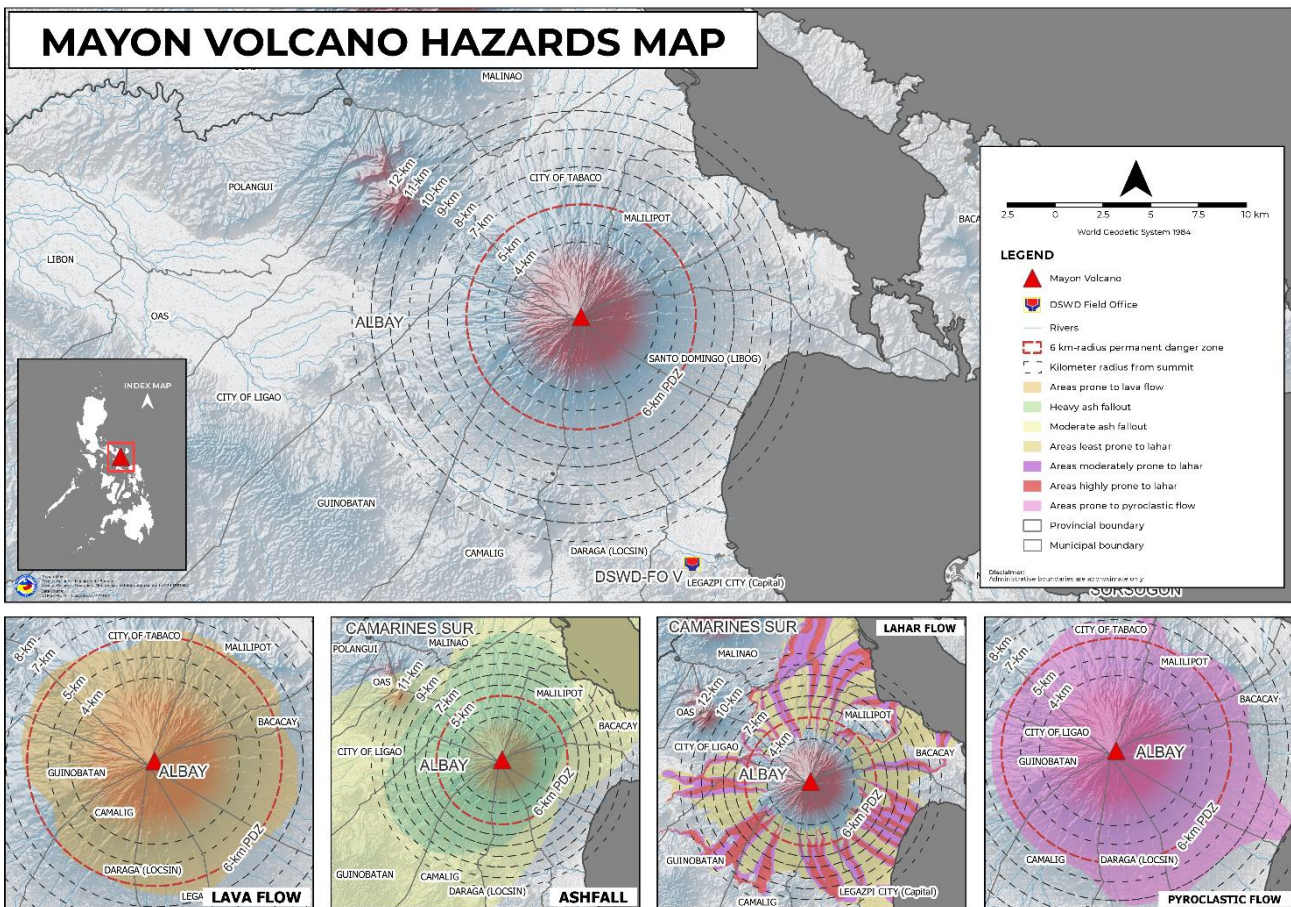 MAYON VOLCANO HAZARDS MAP
MALINAO
POLANGUI
12-km
11-km
10-km
9-km
8-km
7-km
5-km
4-km
CITY OF TABACO
MALILIPOT
LIBON
OAS
ALBAY
SANTO DOMINGO (LIBOG)
6-km PDZ
CITY OF LIGAO
GUINOBATAN
CAMALIG
DARAGA (LOCSIN)
DSWD-FO V
LEGAZPI CITY (Capital)
INDEX MAP
2.5 0 2.5 5 7.5 10 km
World Geodetic System 1984
LEGEND
Mayon Volcano
DSWD Field Office
Rivers
6 km-radius permanent danger zone
Kilometer radius from summit
Areas prone to lava flow
Heavy ash fallout
Moderate ash fallout
Areas least prone to lahar
Areas moderately prone to lahar
Areas highly prone to lahar
Areas prone to pyroclastic flow
Provincial boundary
Municipal boundary
Disclaimer:
Administrative boundaries are approximate only.
CITY OF TABACO
8-km
7-km
MALILIPOT
5-km
4-km
BACACAY
GUINOBATAN
ALBAY
CAMALIG
6-km PDZ
DARAGA (LOCSIN)
LEGA
LAVA FLOW
CAMARINES SUR
POLANGUI
MALINAO
OAS
11-km
9-km
7-km
5-km
MALILIPOT
BACACAY
CITY OF LIGAO
ALBAY
6-km PDZ
GUINOBATAN
CAMALIG
DARAGA (LOCSIN)
ASHFALL
CAMARINES SUR
LAHAR FLOW
MALINAO
12-km
OAS
10-km
7-km
4-km
MALILIPOT
CITY OF LIGAO
BACACAY
ALBAY
6-km PDZ
GUINOBATAN
LEGAZPI CITY (Capital)
CAMALIG
CITY OF TABACO
8-km
7-km
MALILIPOT
5-km
4-km
BACACAY
CITY OF LIGAO
GUINOBATAN
ALBAY
6-km PDZ
CAMALIG
DARAGA (LOCSIN)
PYROCLASTIC FLOW